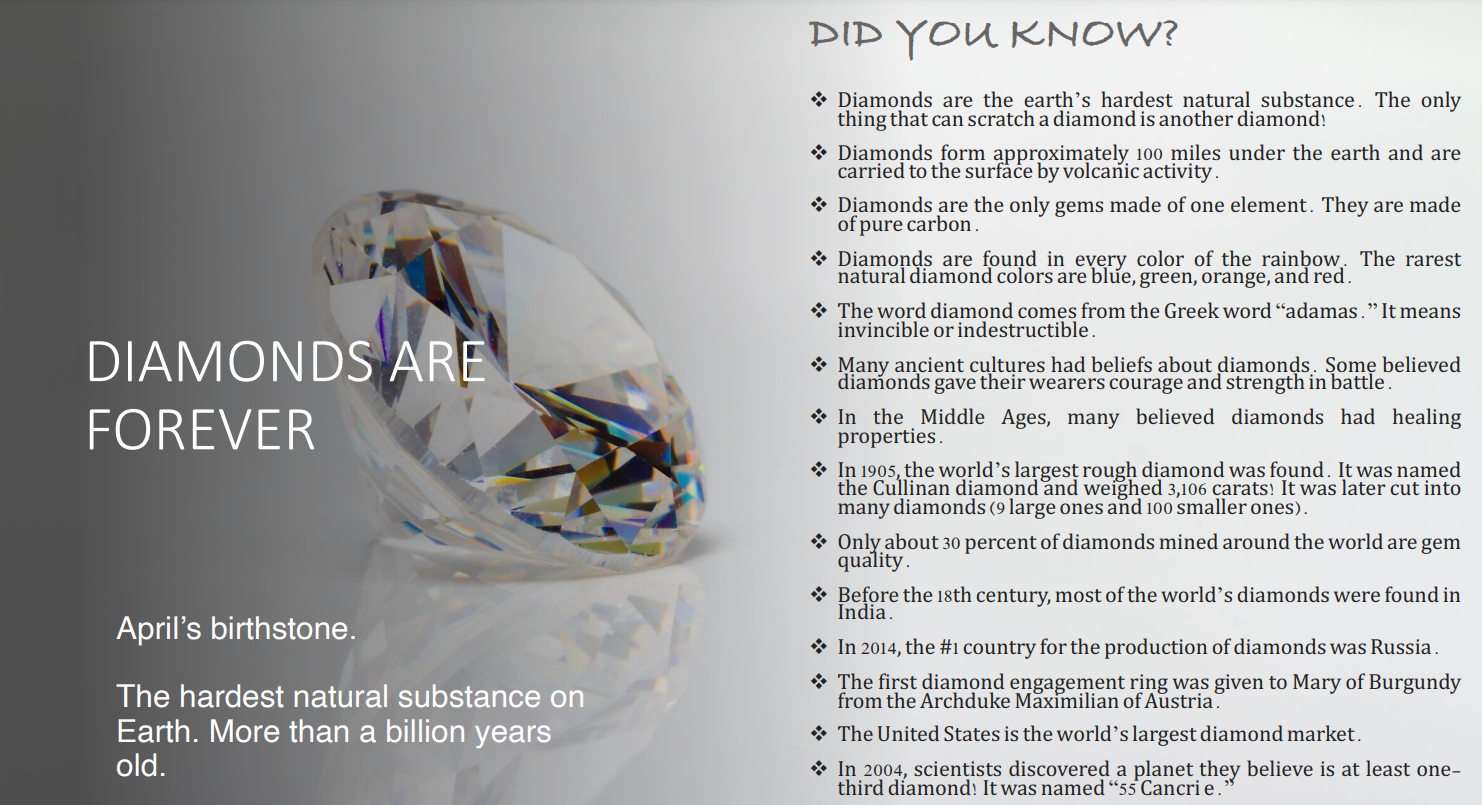 DIAMONDS ARE
FOREVER
April's birthstone.
The hardest natural substance on
Earth. More than a billion years
old.
DID YOU KNOW?
❖ Diamonds are the earth's hardest natural substance. The only
thing that can scratch a diamond is another diamond!
❖ Diamonds form approximately 100 miles under the earth and are
carried to the surface by volcanic activity.
❖ Diamonds are the only gems made of one element. They are made
of pure carbon.
❖ Diamonds are found in every color of the rainbow. The rarest
natural diamond colors are blue, green, orange, and red.
❖ The word diamond comes from the Greek word “adamas.” It means
invincible or indestructible.
❖ Many ancient cultures had beliefs about diamonds. Some believed
diamonds gave their wearers courage and strength in battle.
❖ In the Middle Ages, many believed diamonds had healing
properties.
❖ In 1905, the world's largest rough diamond was found. It was named
the Cullinan diamond and weighed 3,106 carats! It was later cut into
many diamonds (9 large ones and 100 smaller ones).
❖ Only about 30 percent of diamonds mined around the world are gem
quality.
❖ Before the 18th century, most of the world's diamonds were found in
India.
❖ In 2014, the #1 country for the production of diamonds was Russia.
❖ The first diamond engagement ring was given to Mary of Burgundy
from the Archduke Maximilian of Austria.
❖ The United States is the world's largest diamond market.
❖ In 2004, scientists discovered a planet they believe is at least one-
third diamond! It was named “55 Cancri e.”